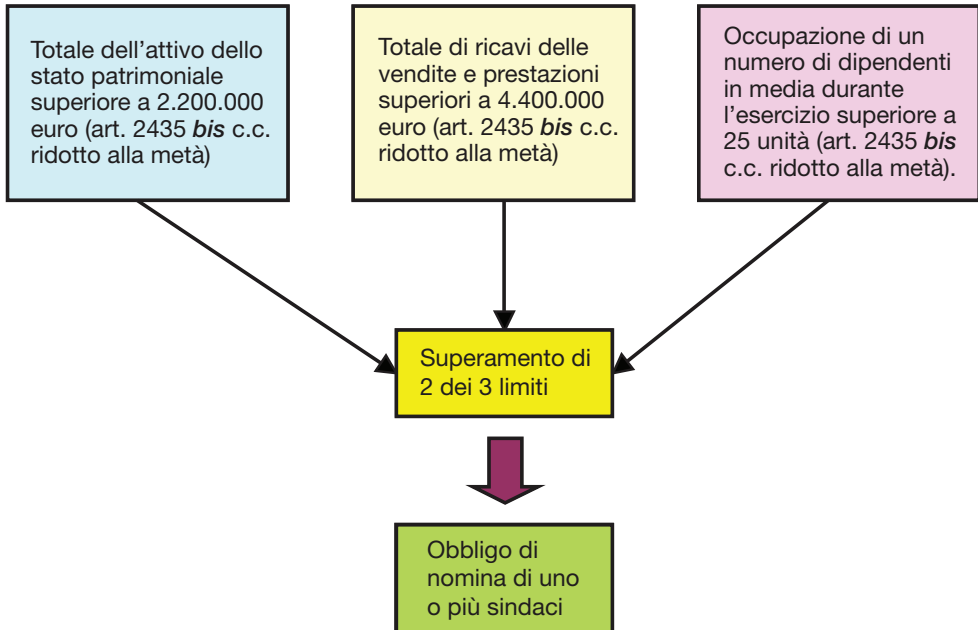 Totale dell'attivo dello
stato patrimoniale
superiore a 2.200.000
euro (art. 2435 bis c.c.
ridotto alla metà)
Totale di ricavi delle
vendite e prestazioni
superiori a 4.400.000
euro (art. 2435 bis c.c.
ridotto alla metà)
Occupazione di un
numero di dipendenti
in media durante
l'esercizio superiore a
25 unità (art. 2435 bis
c.c. ridotto alla metà).
Superamento di
2 dei 3 limiti
Obbligo di
nomina di uno
o più sindaci